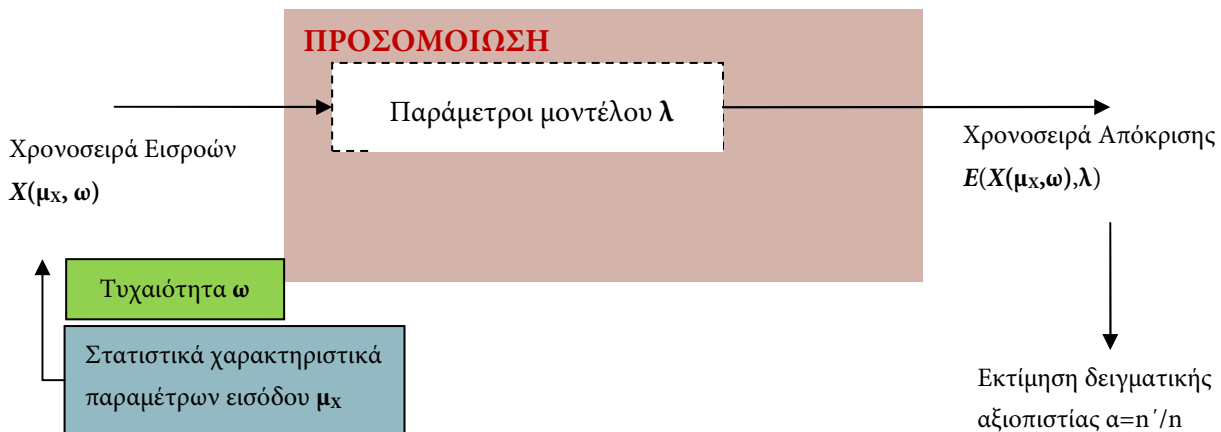 ΠΡΟΣΟΜΟΙΩΣΗ
Παράμετροι μοντέλου λ
Χρονοσειρά Εισροών
X(μX, ω)
Χρονοσειρά Απόκρισης
E(X(μX,ω),λ)
Τυχαιότητα ω
Στατιστικά χαρακτηριστικά
παραμέτρων εισόδου μX
Εκτίμηση δειγματικής
αξιοπιστίας α=n΄/n